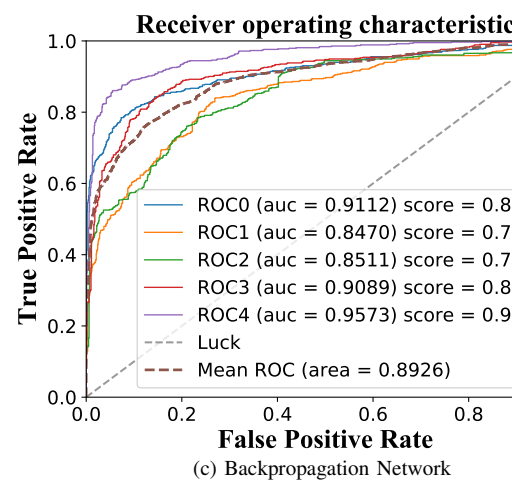 Receiver operating characteristic
True Positive Rate
1.0
0.8
0.6
0.4
0.2
0.0
ROC0 (auc = 0.9112) score = 0.8
ROC1 (auc = 0.8470) score = 0.7
ROC2 (auc = 0.8511) score = 0.7
ROC3 (auc = 0.9089) score = 0.8
ROC4 (auc = 0.9573) score = 0.9
Luck
Mean ROC (area = 0.8926)
0.0 0.2 0.4 0.6 0.8
False Positive Rate
(c) Backpropagation Network